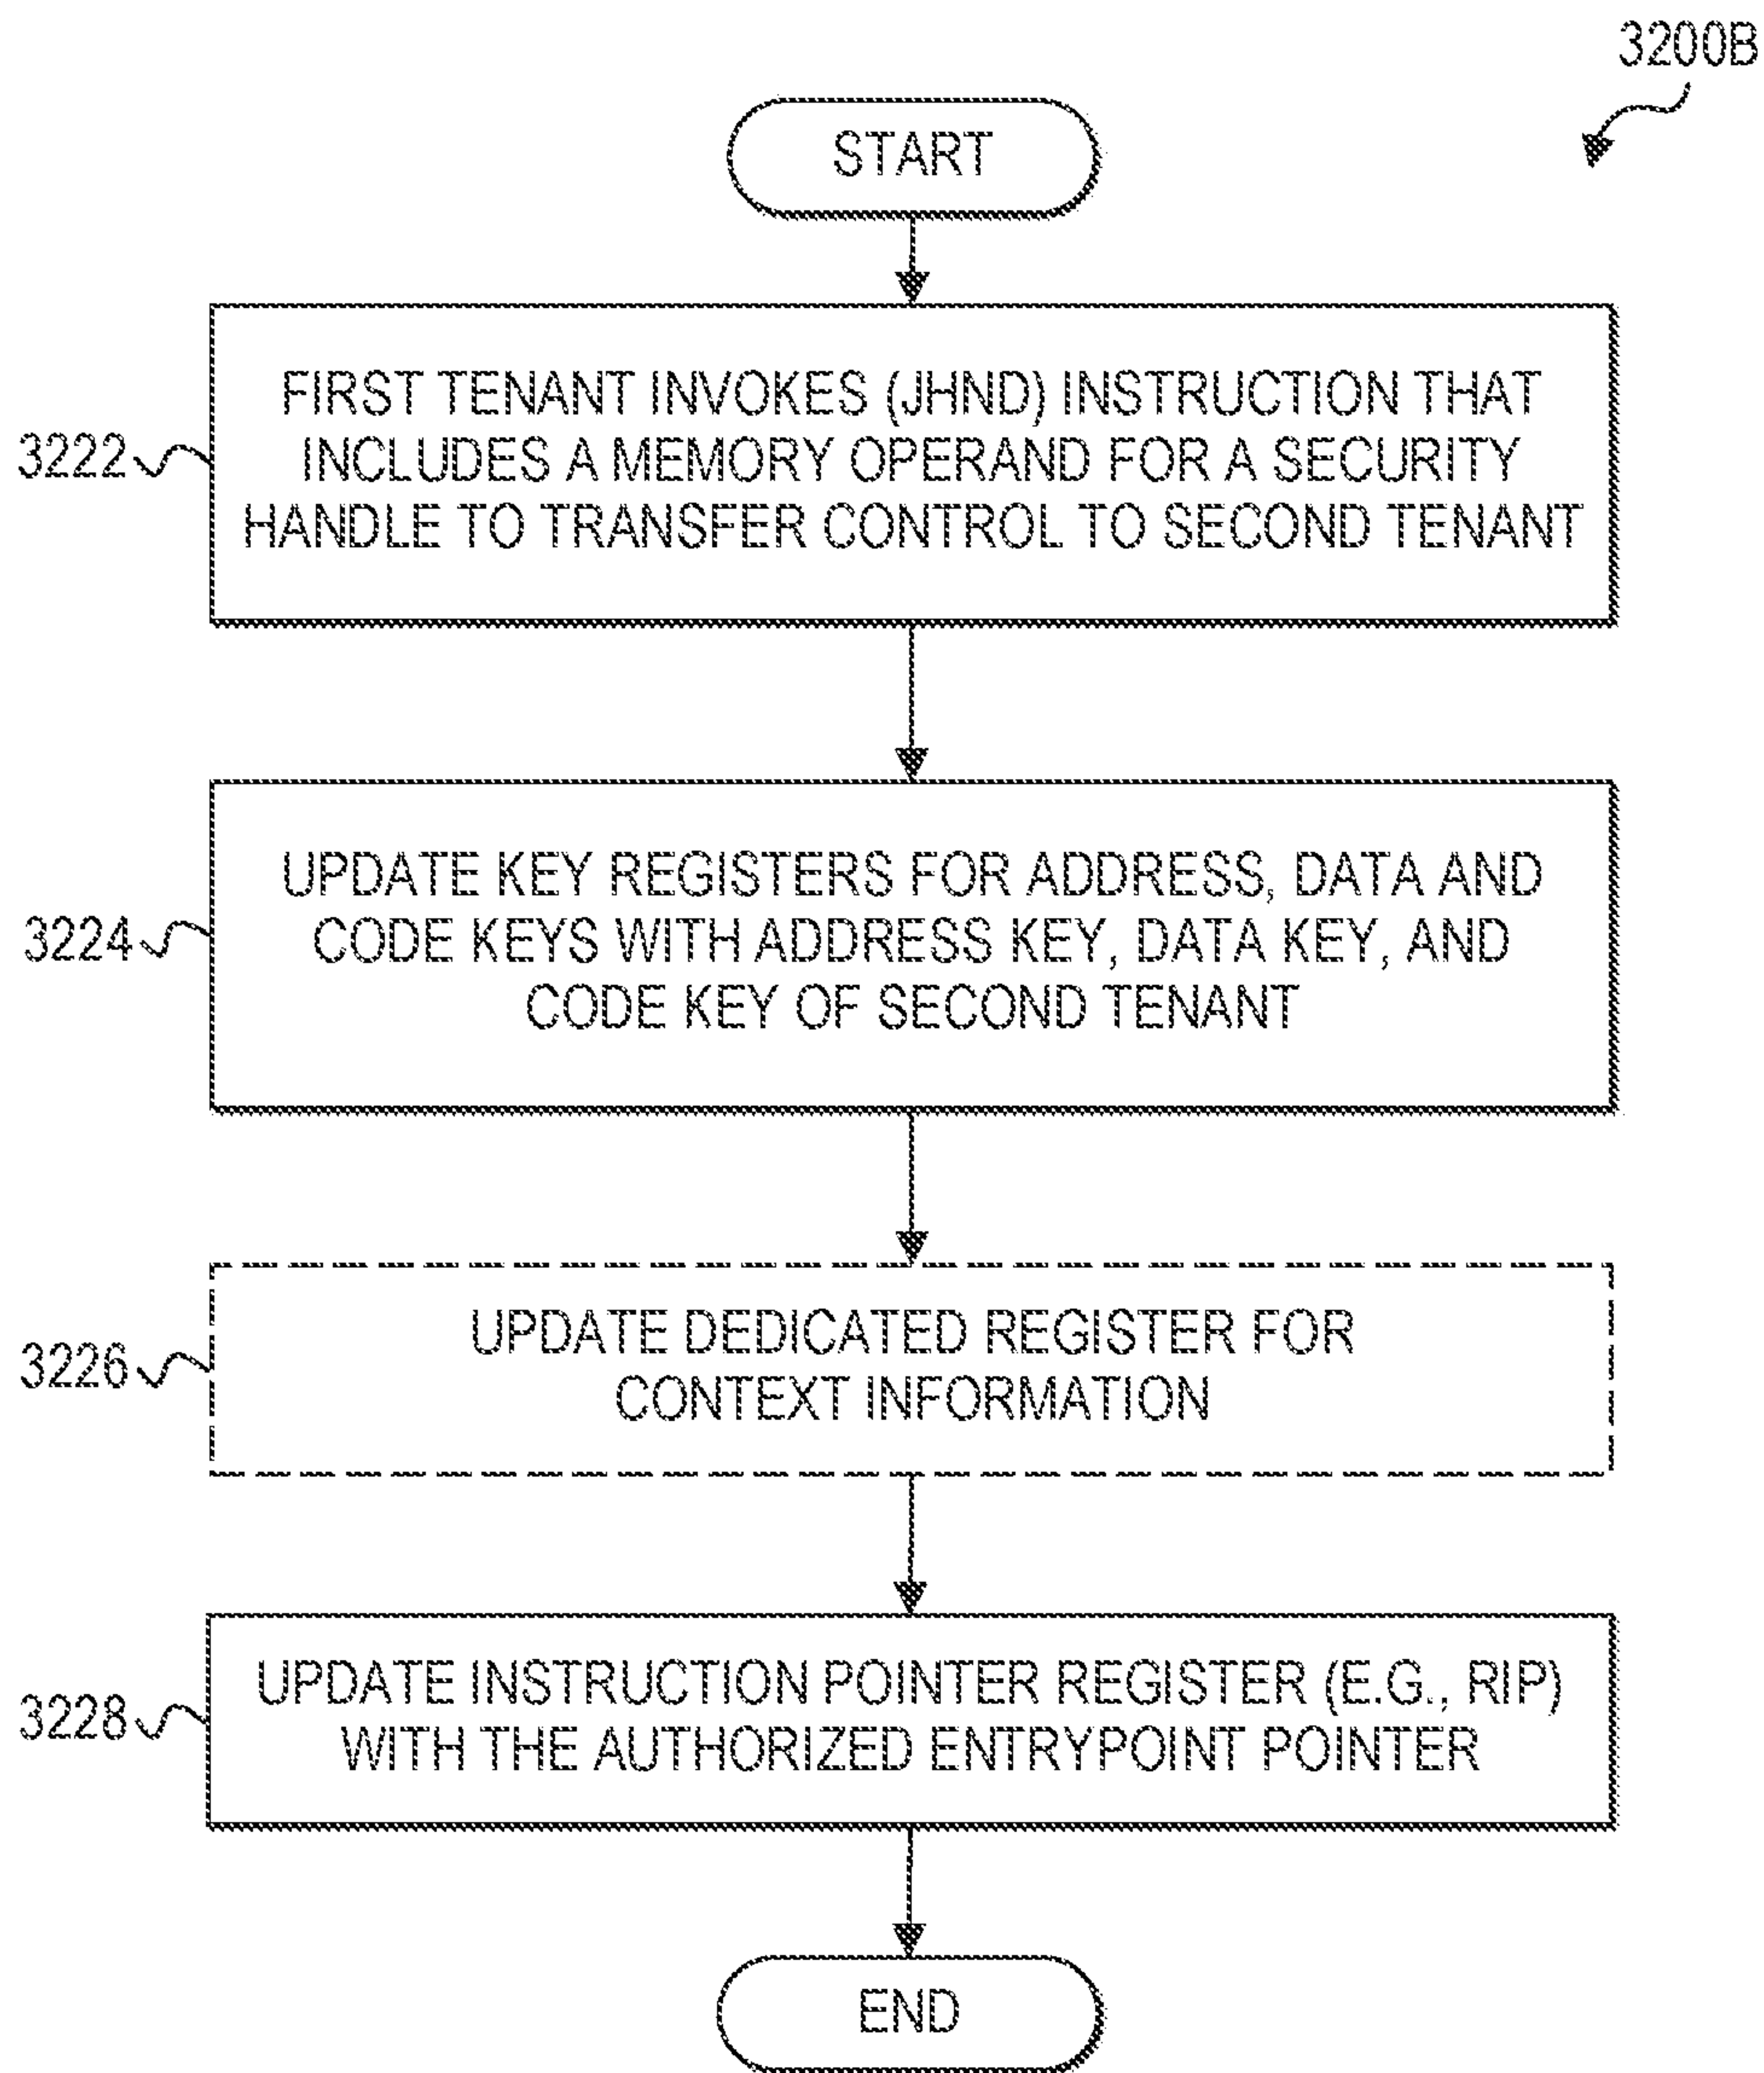 3200B
START
3222
FIRST TENANT INVOKES (JHND) INSTRUCTION THAT
INCLUDES A MEMORY OPERAND FOR A SECURITY
HANDLE TO TRANSFER CONTROL TO SECOND TENANT
3224
UPDATE KEY REGISTERS FOR ADDRESS, DATA AND
CODE KEYS WITH ADDRESS KEY, DATA KEY, AND
CODE KEY OF SECOND TENANT
3226
UPDATE DEDICATED REGISTER FOR
CONTEXT INFORMATION
3228
UPDATE INSTRUCTION POINTER REGISTER (E.G., RIP)
WITH THE AUTHORIZED ENTRYPOINT POINTER
END